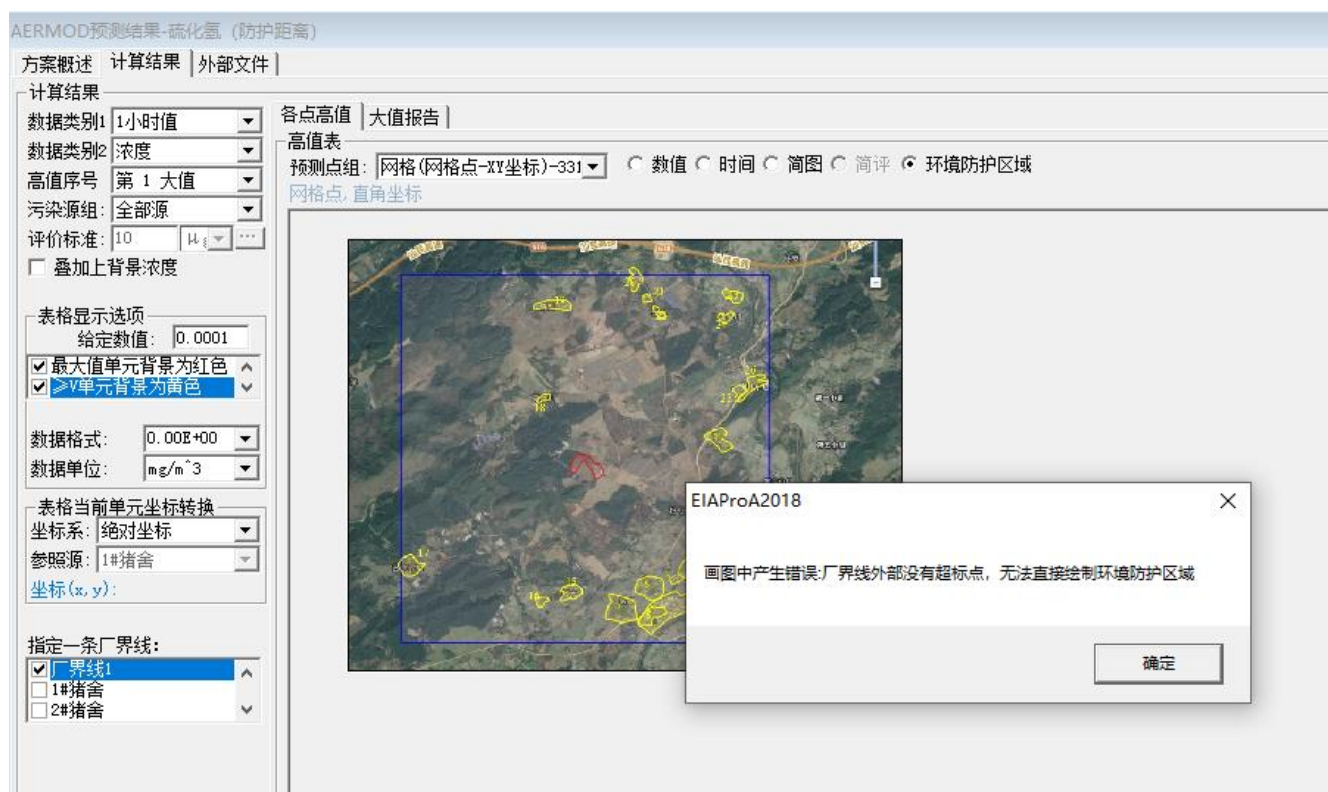 AERMOD预测结果-硫化氢（防护距离）
方案概述 计算结果 外部文件
计算结果
数据类别1 1小时值
数据类别2 浓度
高值序号 第 1 大值
污染源组: 全部源
评价标准: 10
叠加上背景浓度
表格显示选项
给定数值: 0.0001
最大值单元背景为红色
≥V单元背景为黄色
数据格式: 0.00E+00
数据单位: mg/m^3
表格当前单元坐标转换
坐标系: 绝对坐标
参照源: 1#猪舍
坐标(x,y):
指定一条厂界线:
厂界线1
1#猪舍
2#猪舍
各点高值 大值报告
高值表
预测点组: 网格(网格点-XY坐标)-331 数值 时间 简图 简评 环境防护区域
网格点,直角坐标
18
EIAProA2018
画图中产生错误:厂界线外部没有超标点，无法直接绘制环境防护区域
确定